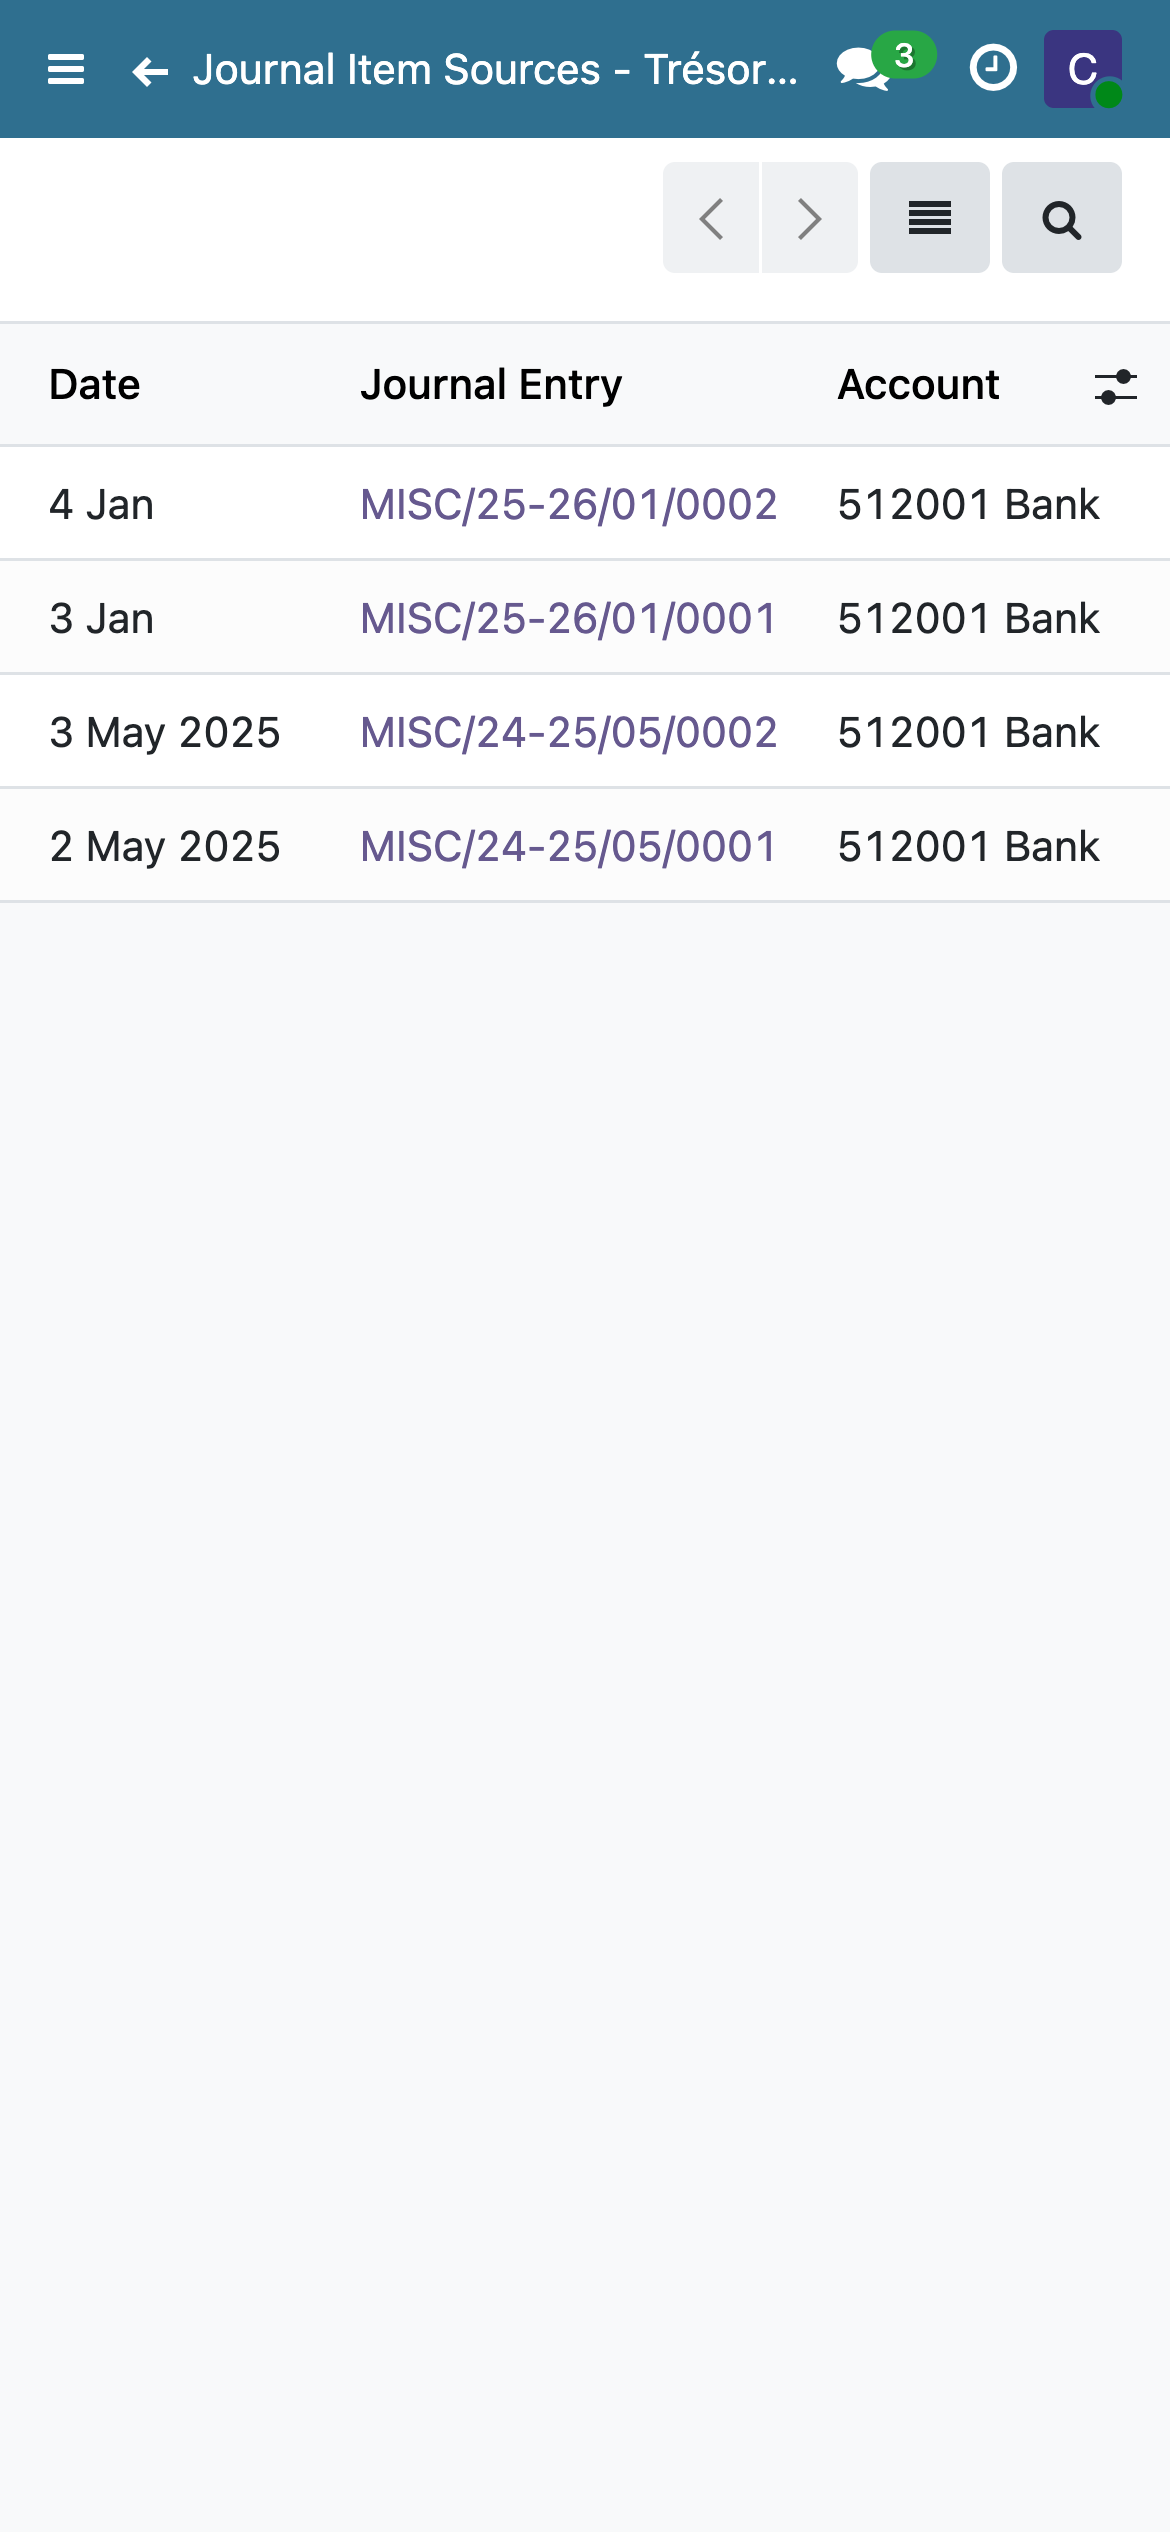 Journal Item Sources - Trésor...
3
C
Date Journal Entry Account
4 Jan MISC/25-26/01/0002 512001 Bank
3 Jan MISC/25-26/01/0001 512001 Bank
3 May 2025 MISC/24-25/05/0002 512001 Bank
2 May 2025 MISC/24-25/05/0001 512001 Bank